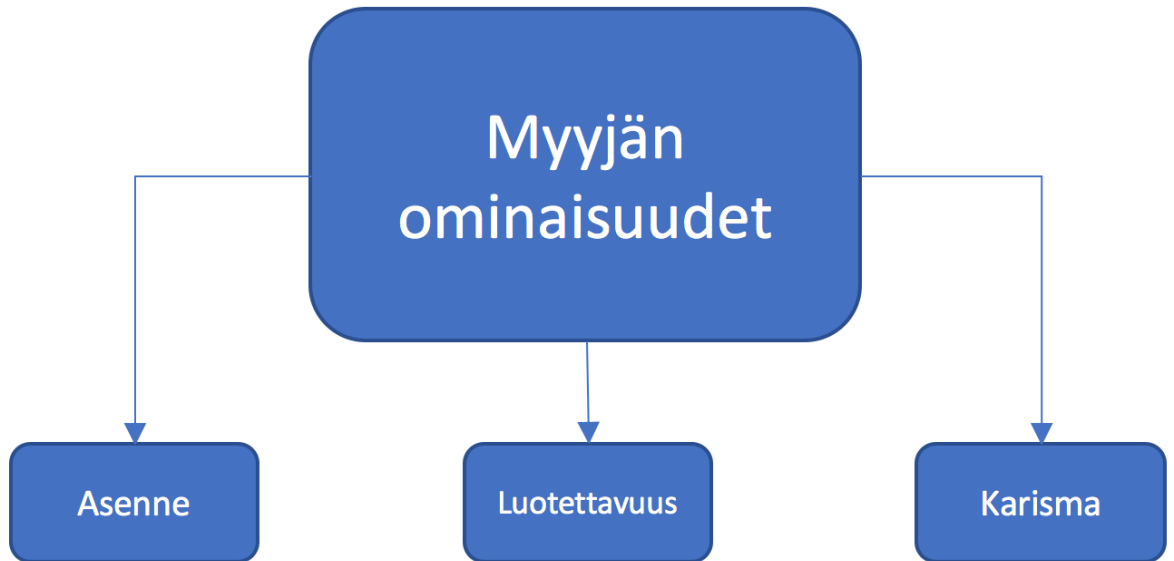 Myyjän
ominaisuudet
Asenne
Luotettavuus
Karisma